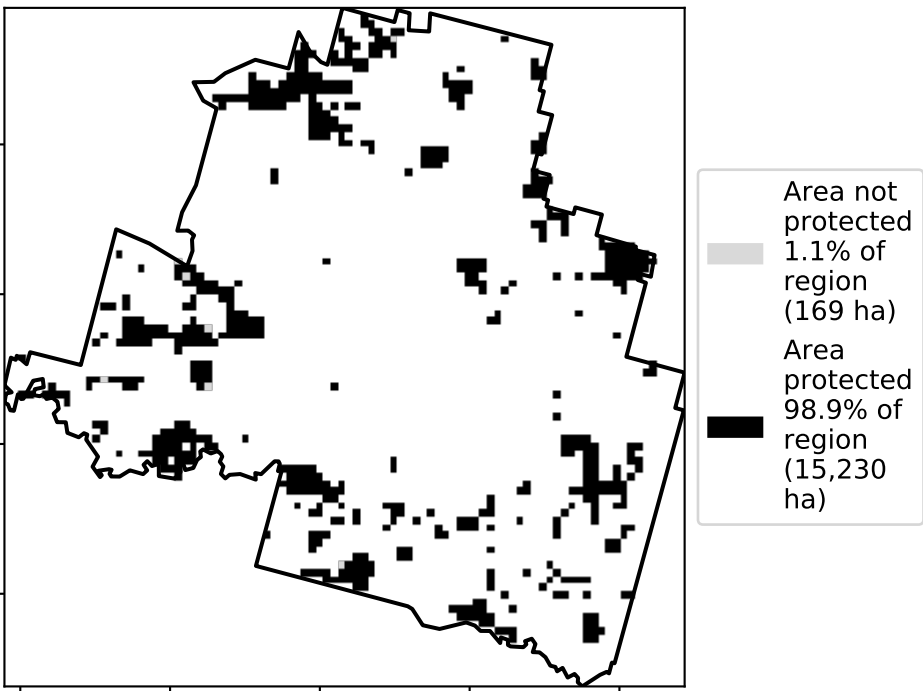 Area not
protected
1.1% of
region
(169 ha)
Area
protected
98.9% of
region
(15,230
ha)